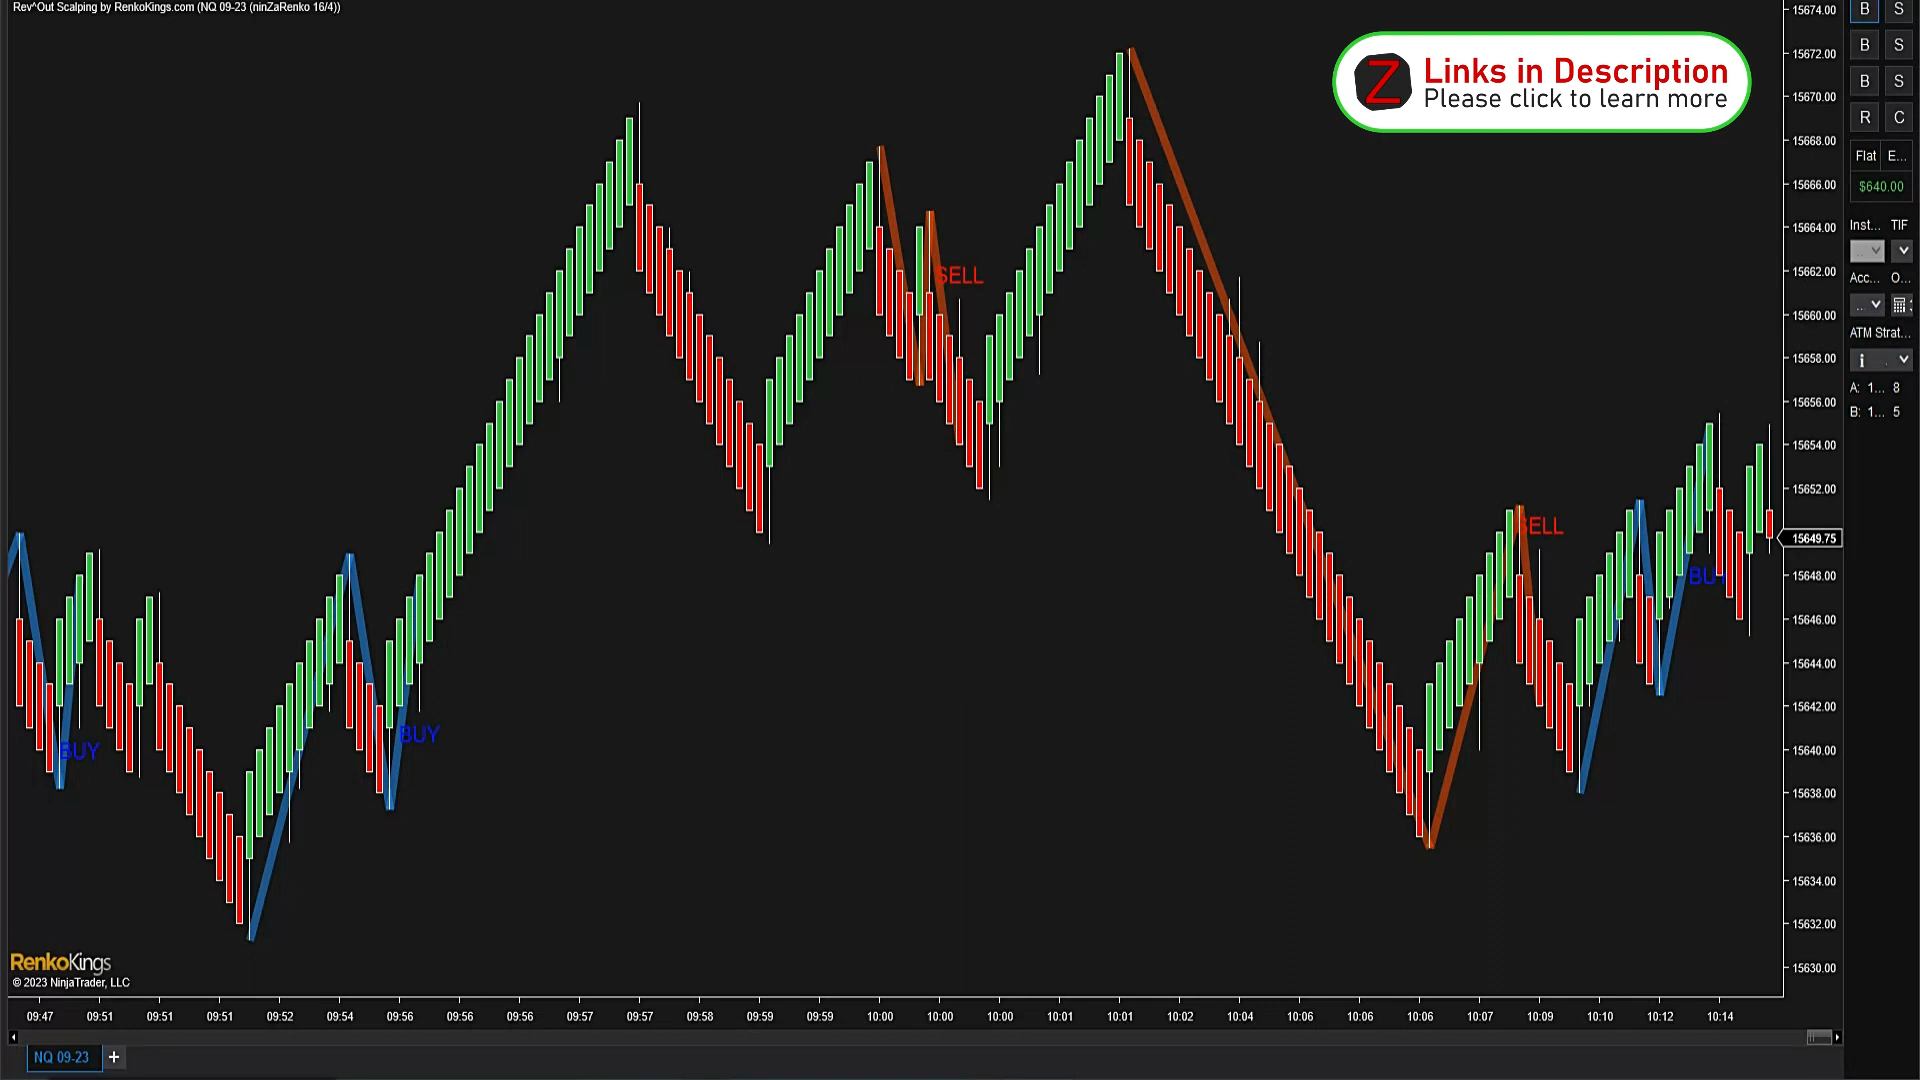 Rev^Out Scalping by RenkoKings.com (NQ 09-23 (ninZaRenko 16/4))
15674.00
B S
Links in Description
Please click to learn more
15672.00
B S
15670.00
B S
15668.00
R C
15666.00
Flat E...
$640.00
15664.00
Inst... TIF
SELL
15662.00
Acc... O...
15660.00
ATM Strat...
15658.00
i
A: 1... 8
15656.00
B: 1... 5
15654.00
15652.00
SELL
15649.75
BUY
15648.00
15646.00
15644.00
15642.00
BUY
BUY
15640.00
15638.00
15636.00
15634.00
15632.00
RenkoKings
15630.00
© 2023 NinjaTrader, LLC
09:47 09:51 09:51 09:51 09:52 09:54 09:56 09:56 09:56 09:57 09:57 09:58 09:59 09:59 10:00 10:00 10:00 10:01 10:01 10:02 10:04 10:06 10:06 10:06 10:07 10:09 10:10 10:12 10:14
NQ 09-23 +